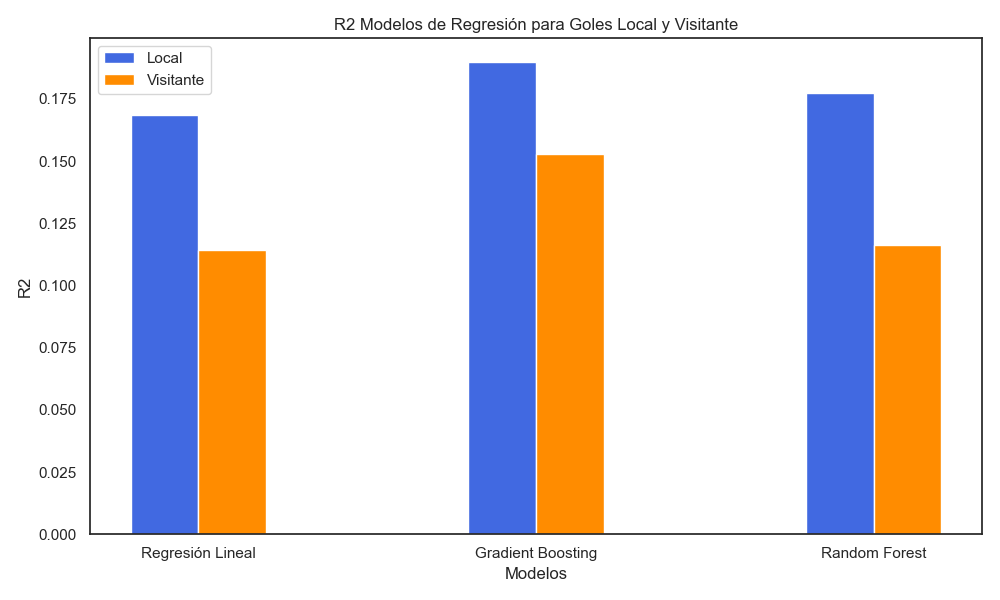 R2 Modelos de Regresión para Goles Local y Visitante
Local
Visitante
R2
0.175
0.150
0.125
0.100
0.075
0.050
0.025
0.000
Regresión Lineal
Gradient Boosting
Random Forest
Modelos